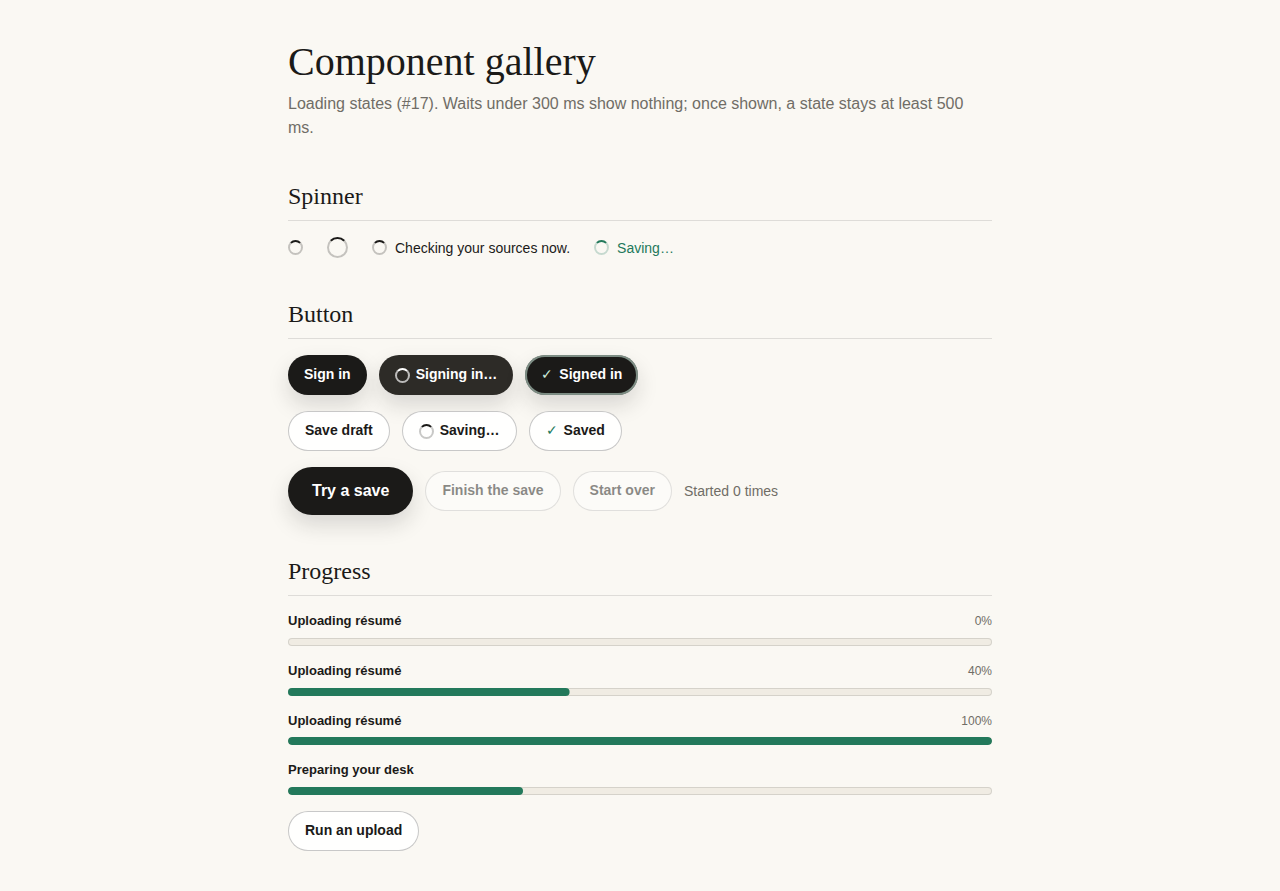 Component gallery
Loading states (#17). Waits under 300 ms show nothing; once shown, a state stays at least 500
ms.
Spinner
Checking your sources now. Saving…
Button
Sign in Signing in… ✓ Signed in
Save draft Saving… ✓ Saved
Try a save Finish the save Start over Started 0 times
Progress
Uploading résumé 0%
Uploading résumé 40%
Uploading résumé 100%
Preparing your desk
Run an upload